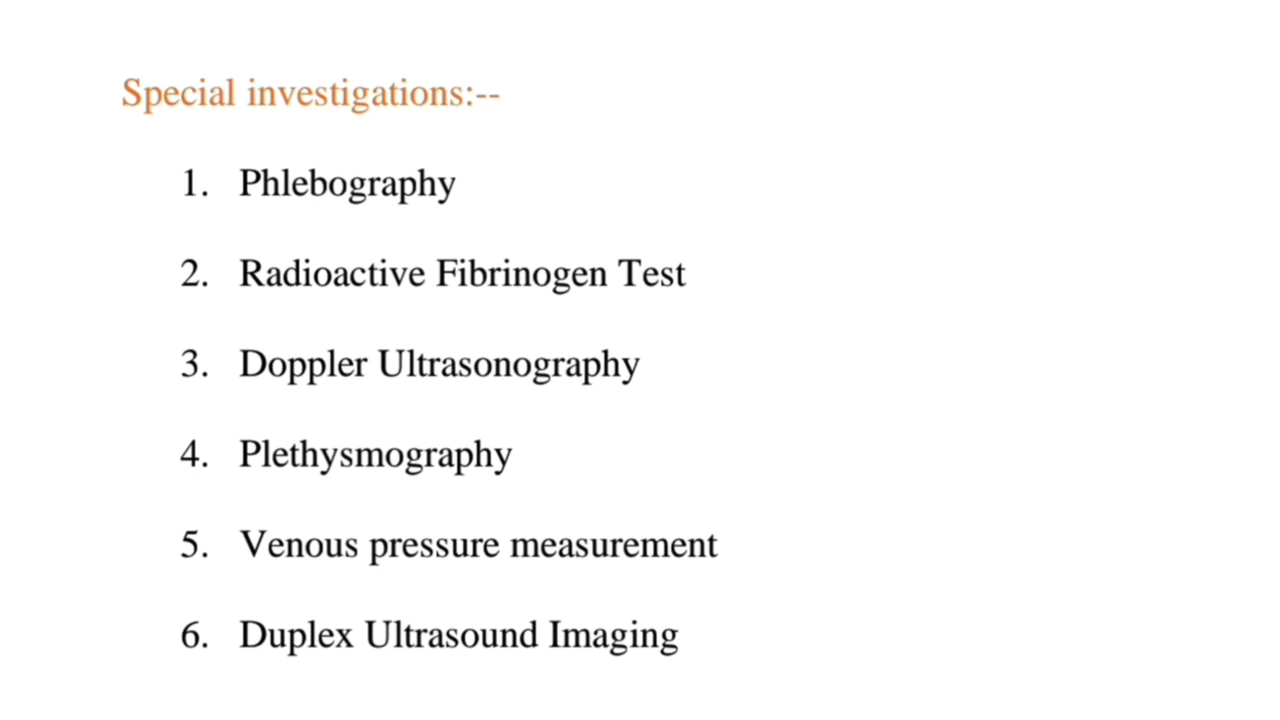 Special investigations:--
1. Phlebography
2. Radioactive Fibrinogen Test
3. Doppler Ultrasonography
4. Plethysmography
5. Venous pressure measurement
6. Duplex Ultrasound Imaging